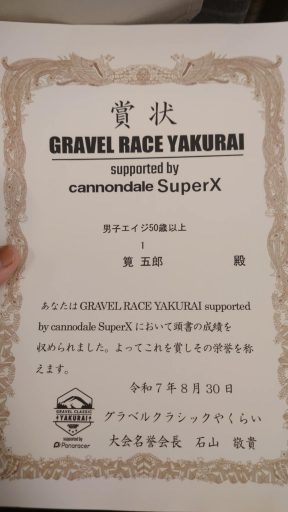 賞状
GRAVEL RACE YAKURAI
supported by
cannondale SuperX
男子エイジ50歳以上
1
筧 五郎 殿
あなたは GRAVEL RACE YAKURAI supported
by cannodale SuperX において頭書の成績を
収められました。よってこれを賞しその栄誉を称
えます。
令和7年8月30日
GRAVEL CLASSIC
YAKURAI
supported by
Panaracer
グラベルクラシックやくらい
大会名誉会長 石山 敬貴